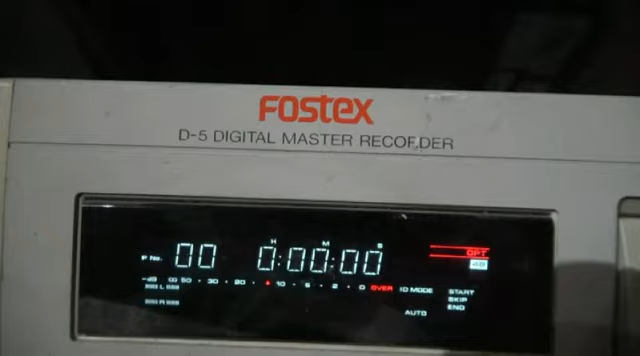 FOSTEX
D-5 DIGITAL MASTER RECORDER
H M S
P No. 00 0:00:00 OPT
48
-dB ∞ 50 · 30 · 20 · 10 · 6 · 2 · 0 OVER ID MODE START
L SKIP
R END
AUTO